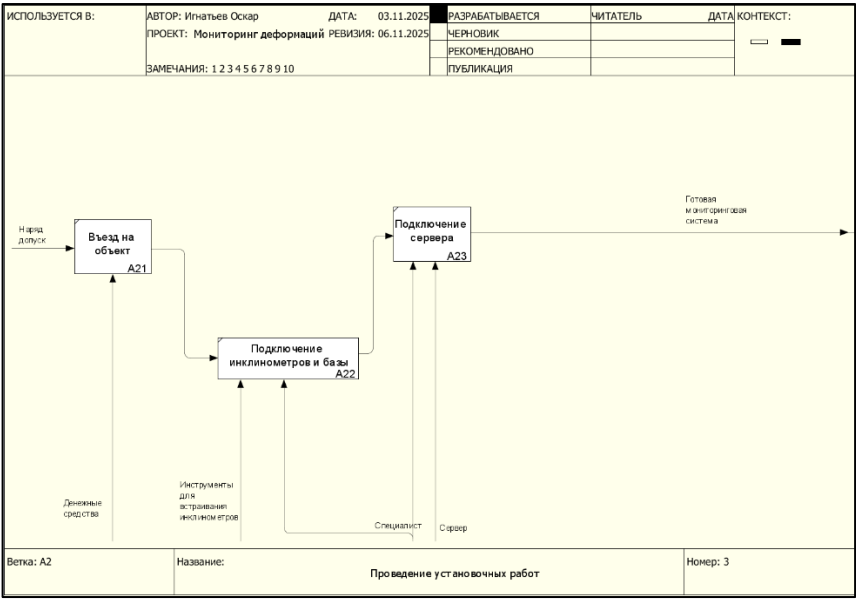 ИСПОЛЬЗУЕТСЯ В:
АВТОР: Игнатьев Оскар
ДАТА: 03.11.2025
РАЗРАБАТЫВАЕТСЯ
ЧИТАТЕЛЬ
ДАТА
КОНТЕКСТ:
ПРОЕКТ: Мониторинг деформаций
РЕВИЗИЯ: 06.11.2025
ЧЕРНОВИК
РЕКОМЕНДОВАНО
ЗАМЕЧАНИЯ: 1 2 3 4 5 6 7 8 9 10
ПУБЛИКАЦИЯ
Готовая
мониторинговая
система
Наряд
допуск
Въезд на
объект
A21
Подключение
сервера
A23
Подключение
инклинометров и базы
A22
Денежные
средства
Инструменты
для
встраивания
инклинометров
Специалист
Сервер
Ветка: A2
Название:
Проведение установочных работ
Номер: 3